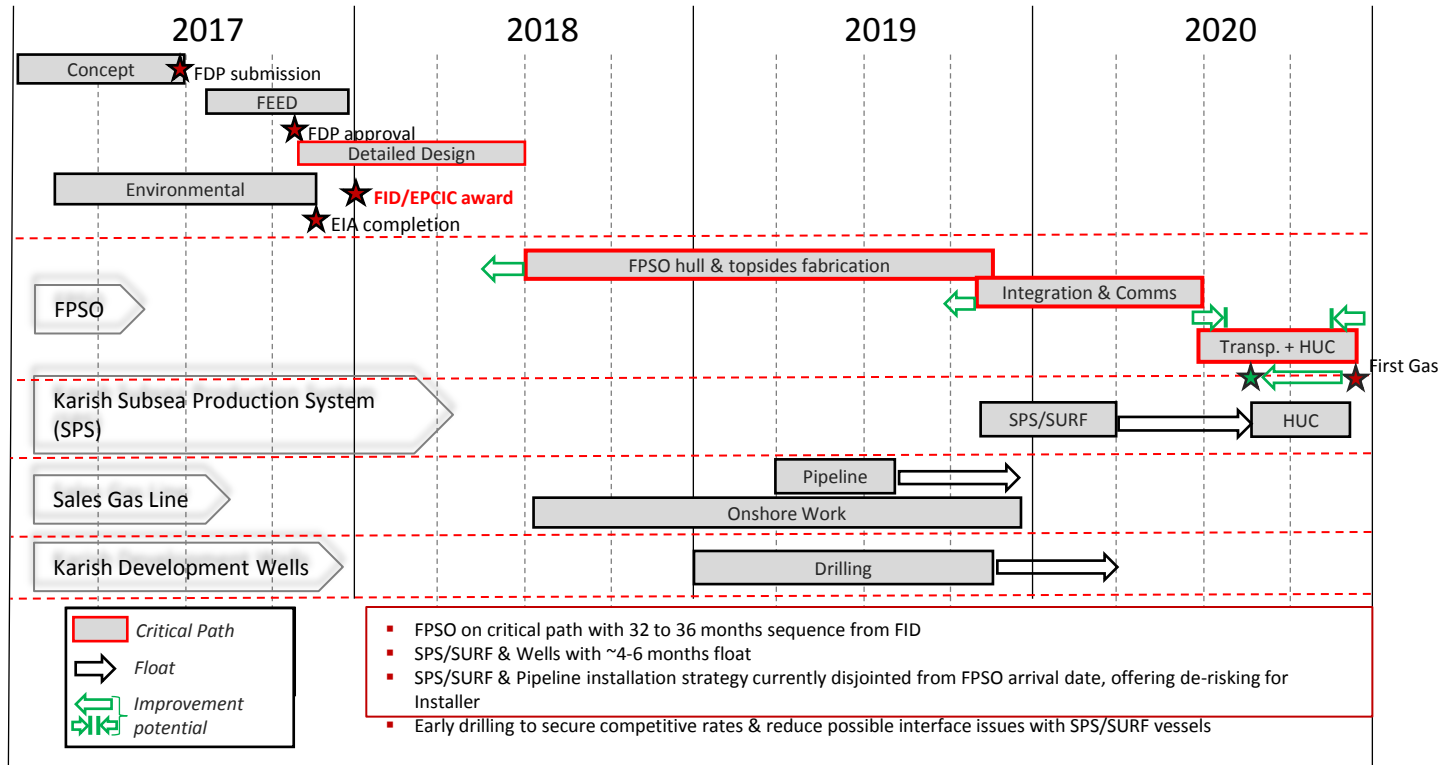 2017
2018
2019
2020
Concept
FDP submission
FEED
FDP approval
Detailed Design
Environmental
FID/EPCIC award
EIA completion
FPSO hull & topsides fabrication
Integration & Comms
FPSO
Transp. + HUC
First Gas
Karish Subsea Production System
(SPS)
SPS/SURF
HUC
Pipeline
Sales Gas Line
Onshore Work
Karish Development Wells
Drilling
Critical Path
Float
Improvement
potential
▪ FPSO on critical path with 32 to 36 months sequence from FID
▪ SPS/SURF & Wells with ~4-6 months float
▪ SPS/SURF & Pipeline installation strategy currently disjointed from FPSO arrival date, offering de-risking for
Installer
▪ Early drilling to secure competitive rates & reduce possible interface issues with SPS/SURF vessels